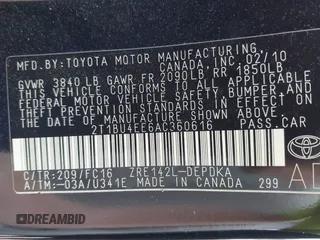 MFD.BY:TOYOTA MOTOR MANUFACTURING
CANADA, INC. 02/10
GVWR 3840 LB GAWR FR 2090LB RR 1850LB
THIS VEHICLE CONFORMS TO ALL APPLICABLE
FEDERAL MOTOR VEHICLE SAFETY, BUMPER, AND
THEFT PREVENTION STANDARDS IN EFFECT ON
THE DATE OF MANUFACTURE SHOWN ABOVE.
2T1BU4EE6AC360616
C/TR:209/FC16 ZRE142L-DEPDKA
A/TM:-03A/U341E MADE IN CANADA 299
TOYOTA
DREAMBID